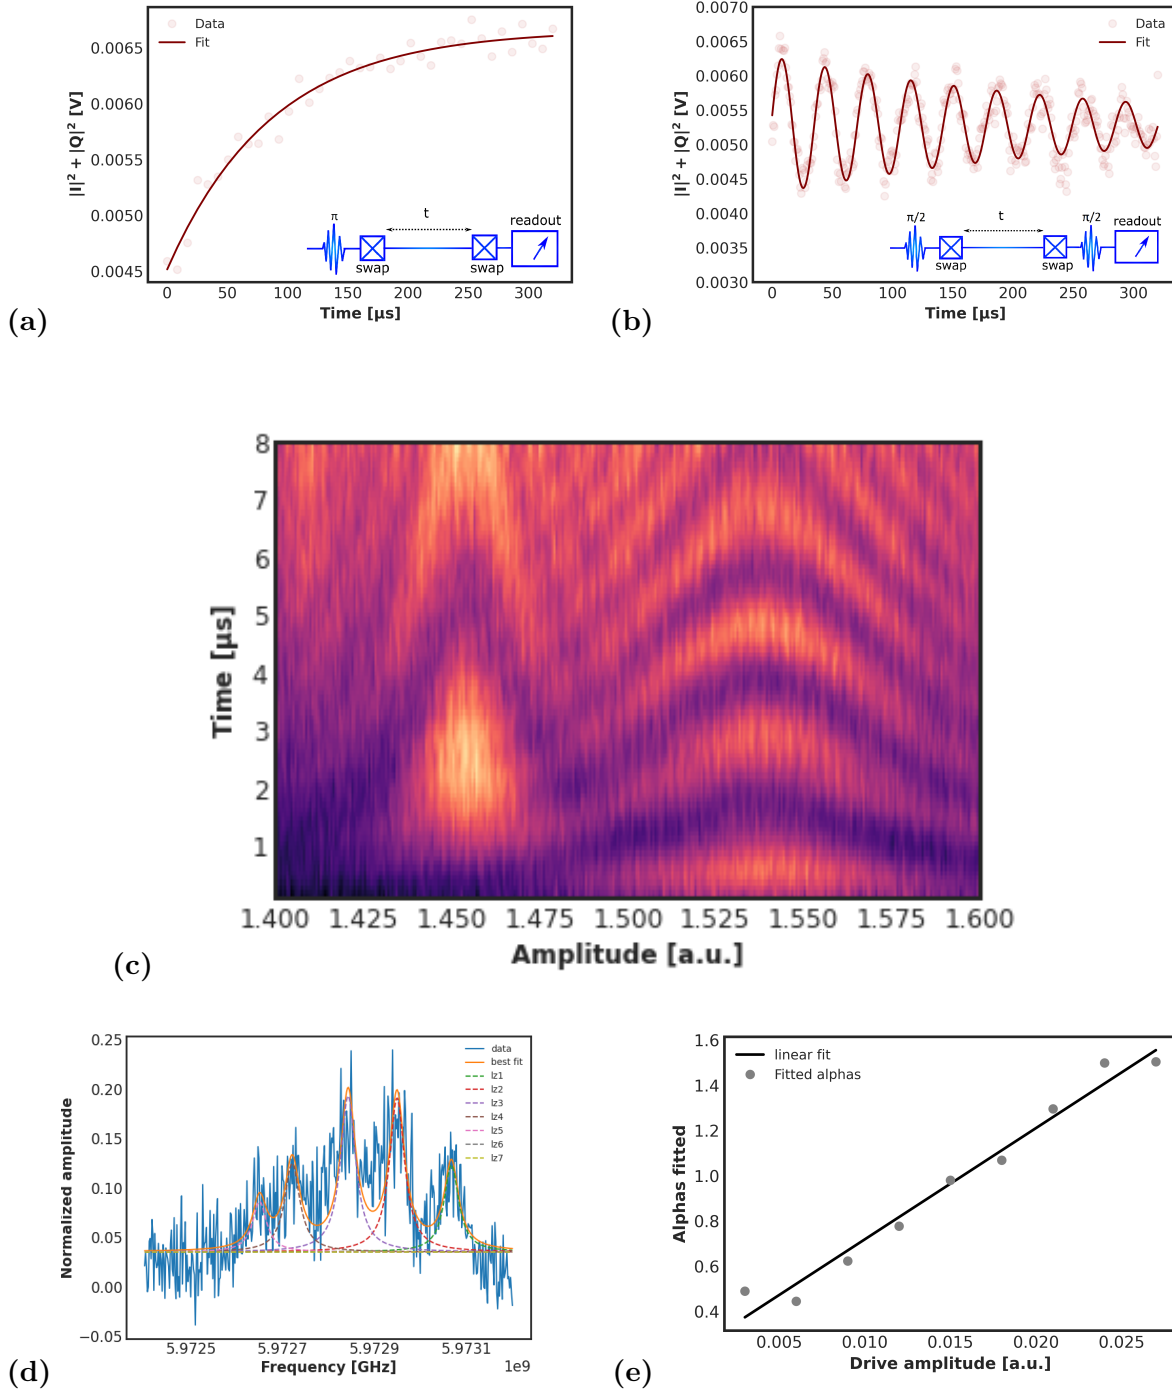 0.0065
0.0060
0.0055
0.0050
0.0045
|I|² + |Q|² [V]
Data
Fit
π
t
swap
swap
readout
0 50 100 150 200 250 300
Time [µs]
(a)
0.0070
0.0065
0.0060
0.0055
0.0050
0.0045
0.0040
0.0035
0.0030
|I|² + |Q|² [V]
Data
Fit
π/2
t
π/2
readout
swap
swap
0 50 100 150 200 250 300
Time [µs]
(b)
8
7
6
5
4
3
2
1
Time [µs]
1.400 1.425 1.450 1.475 1.500 1.525 1.550 1.575 1.600
Amplitude [a.u.]
(c)
0.25
0.20
0.15
0.10
0.05
0.00
−0.05
Normalized amplitude
data
best fit
lz1
lz2
lz3
lz4
lz5
lz6
lz7
5.9725 5.9727 5.9729 5.9731
1e9
Frequency [GHz]
(d)
1.6
1.4
1.2
1.0
0.8
0.6
0.4
Alphas fitted
linear fit
Fitted alphas
0.005 0.010 0.015 0.020 0.025
Drive amplitude [a.u.]
(e)